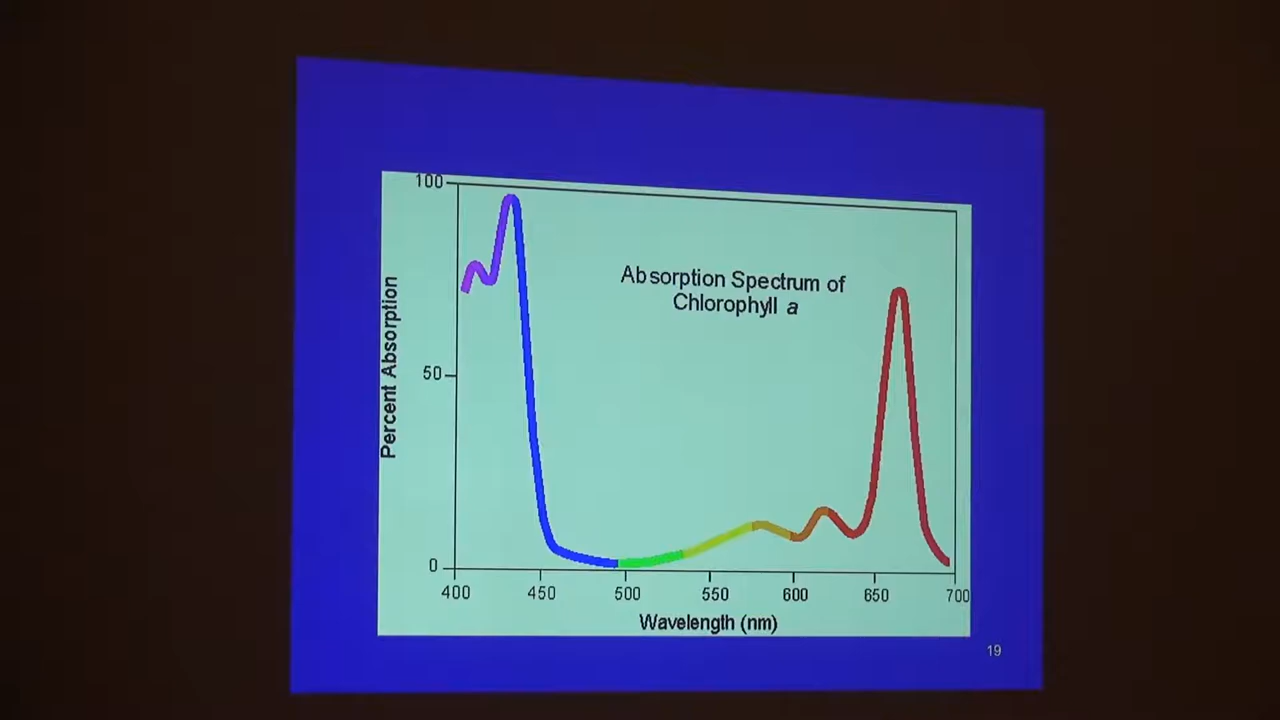 100
Absorption Spectrum of
Chlorophyll a
Percent Absorption
50
0
400 450 500 550 600 650 700
Wavelength (nm)
19